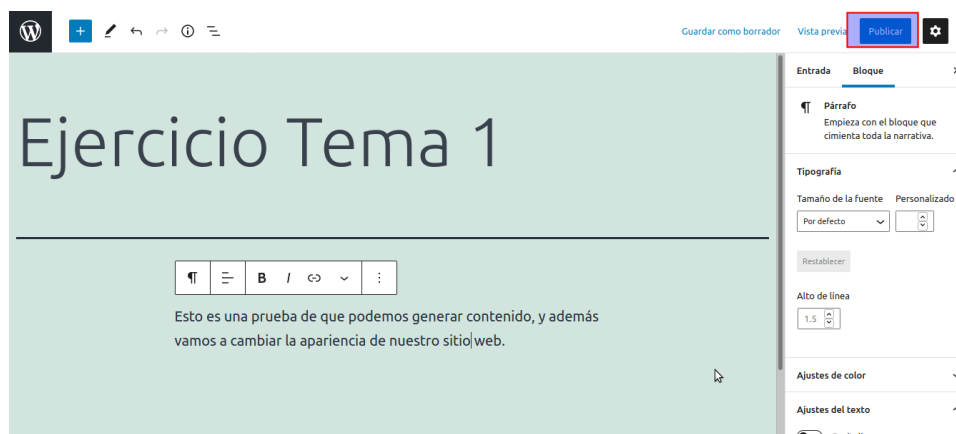 Guardar como borrador Vista previa Publicar
Entrada Bloque
Párrafo
Empieza con el bloque que
cimienta toda la narrativa.
Ejercicio Tema 1
Tipografía
Tamaño de la fuente Personalizado
Por defecto
Restablecer
Alto de línea
1.5
B I
Esto es una prueba de que podemos generar contenido, y además
vamos a cambiar la apariencia de nuestro sitio web.
Ajustes de color
Ajustes del texto